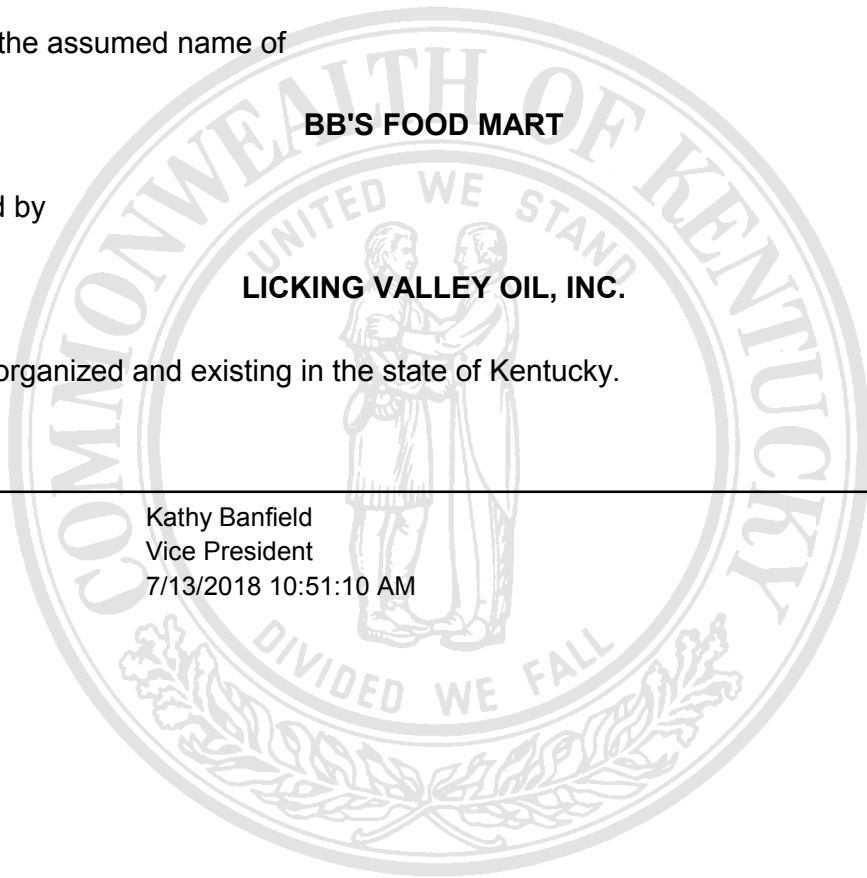 the assumed name of
BB'S FOOD MART
d by
LICKING VALLEY OIL, INC.
organized and existing in the state of Kentucky.
Kathy Banfield
Vice President
7/13/2018 10:51:10 AM
COMMONWEALTH OF KENTUCKY
UNITED WE STAND
DIVIDED WE FALL